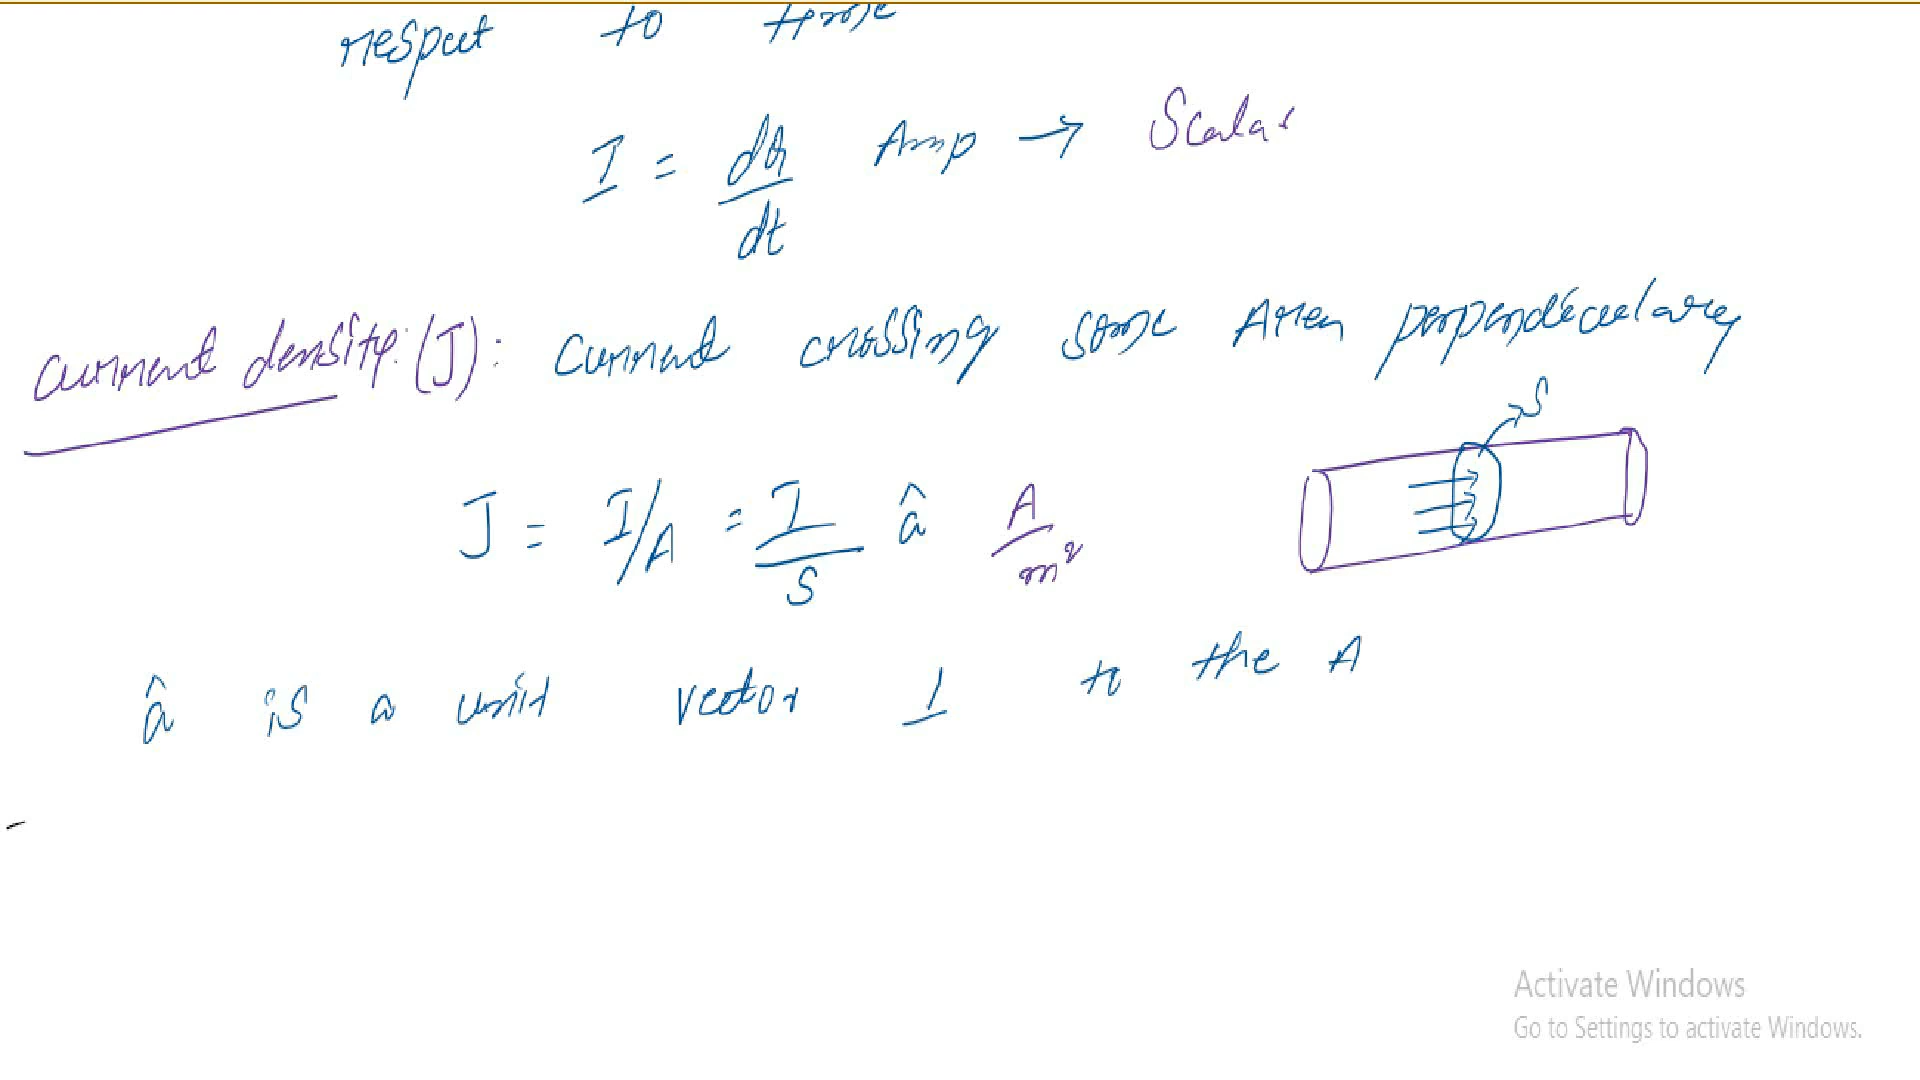 respect to time
I = dQ/dt Amp → Scalar
Current density: (J): Current crossing some Area perpendicularly
S
J = I/A = I/S â A/m²
â is a unit vector ⊥ to the A
Activate Windows
Go to Settings to activate Windows.